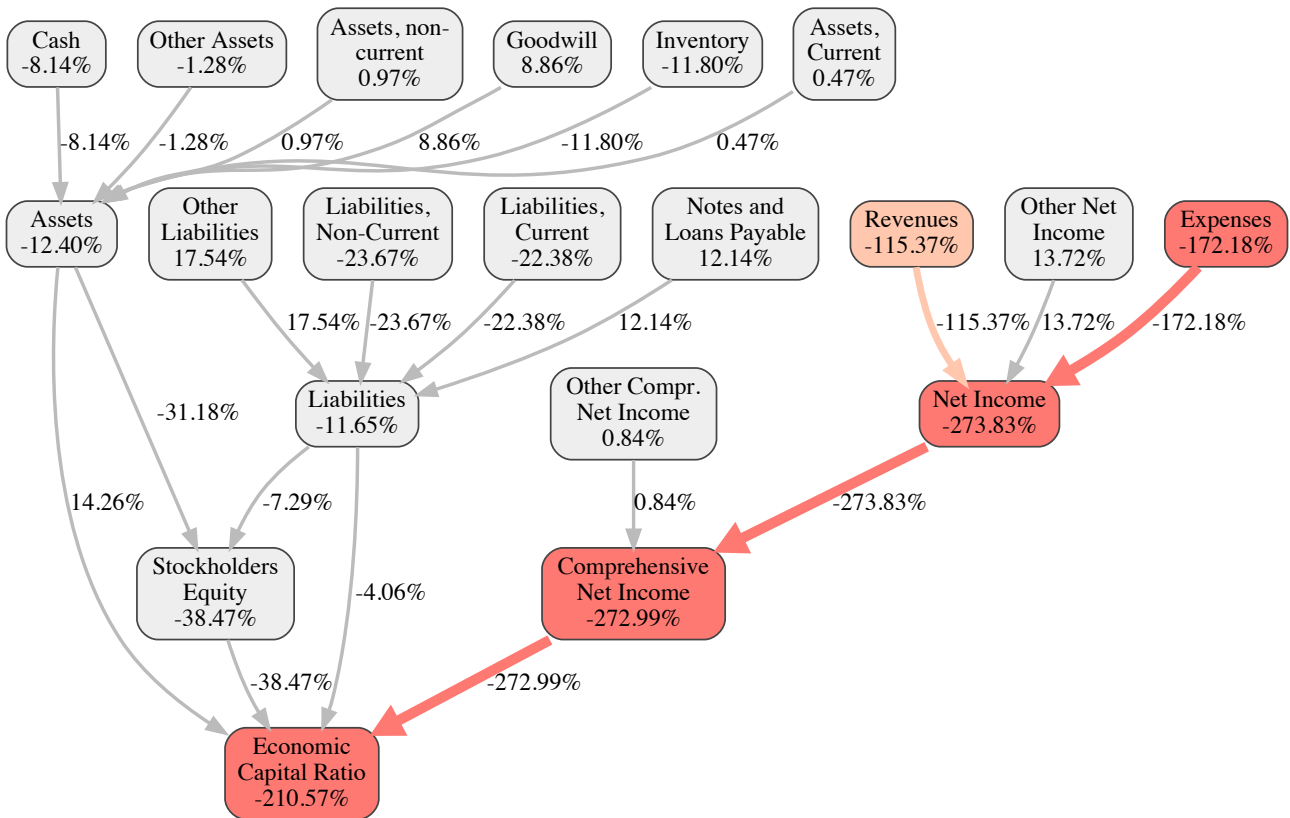 Cash
-8.14%
Other Assets
-1.28%
Assets, non-
current
0.97%
Goodwill
8.86%
Inventory
-11.80%
Assets,
Current
0.47%
-8.14%
-1.28%
0.97%
8.86%
-11.80%
0.47%
Assets
-12.40%
Other
Liabilities
17.54%
Liabilities,
Non-Current
-23.67%
Liabilities,
Current
-22.38%
Notes and
Loans Payable
12.14%
Revenues
-115.37%
Other Net
Income
13.72%
Expenses
-172.18%
17.54%
-23.67%
-22.38%
12.14%
-115.37%
13.72%
-172.18%
-31.18%
Liabilities
-11.65%
Other Compr.
Net Income
0.84%
Net Income
-273.83%
14.26%
-7.29%
0.84%
-273.83%
Stockholders
Equity
-38.47%
-4.06%
Comprehensive
Net Income
-272.99%
-38.47%
-272.99%
Economic
Capital Ratio
-210.57%